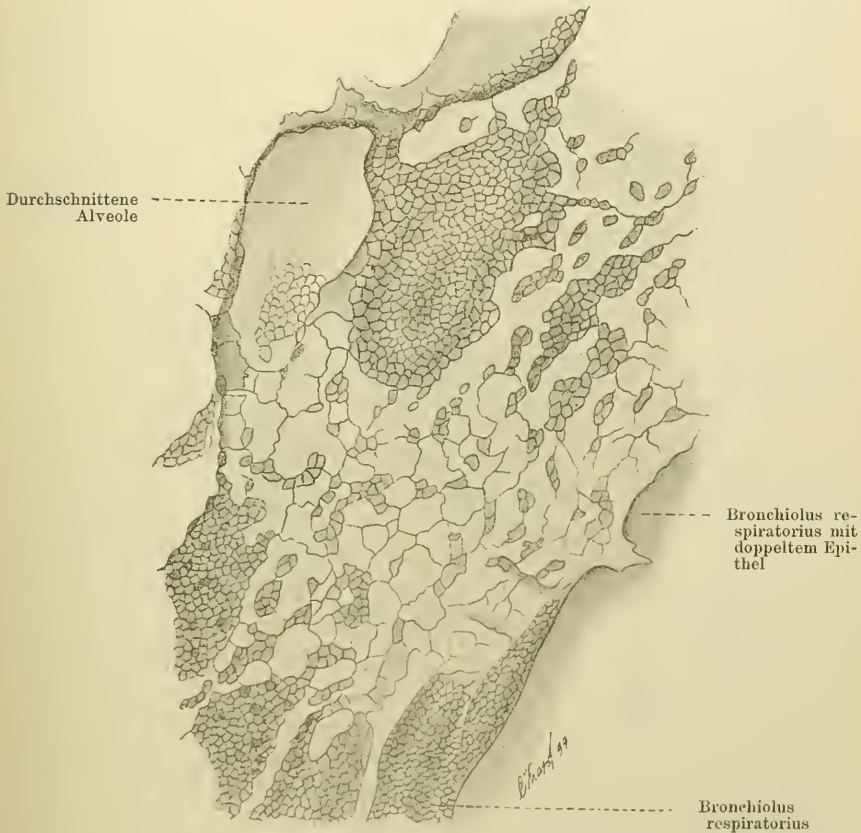 Durchschnittene
Alveole
Bronchiolus re-
spiratorius mit
doppeltem Epi-
thel
Bronchiolus
respiratorius